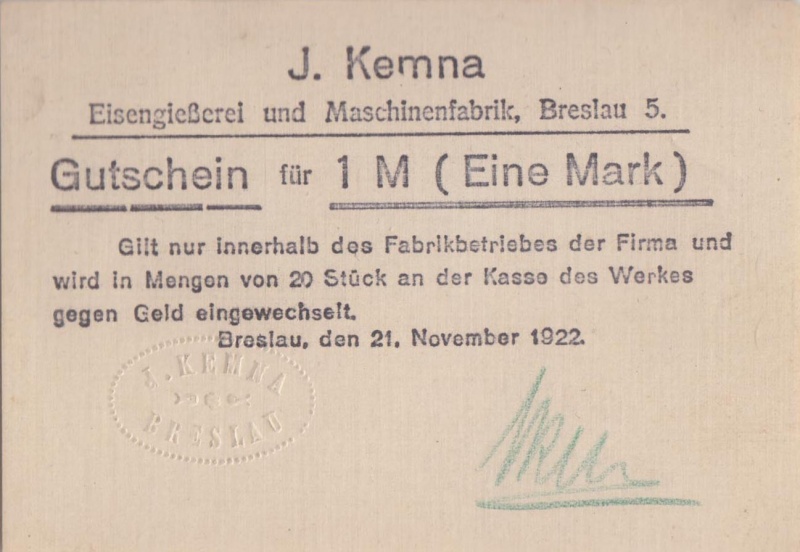 J. Kemna
Eisengießerei und Maschinenfabrik, Breslau 5.
Gutschein für 1 M ( Eine Mark )
Gilt nur innerhalb des Fabrikbetriebes der Firma und
wird in Mengen von 20 Stück an der Kasse des Werkes
gegen Geld eingewechselt.
Breslau, den 21. November 1922.
J. KEMNA
BRESLAU